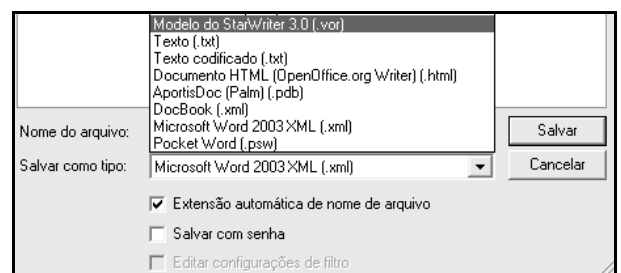 Modelo do StarWriter 3.0 (.vor)
Texto (.txt)
Texto codificado (.txt)
Documento HTML (OpenOffice.org Writer) (.html)
AportisDoc (Palm) (.pdb)
DocBook (.xml)
Microsoft Word 2003 XML (.xml)
Pocket Word (.psw)
Nome do arquivo:
Salvar
Salvar como tipo:
Microsoft Word 2003 XML (.xml)
Cancelar
Extensão automática de nome de arquivo
Salvar com senha
Editar configurações de filtro